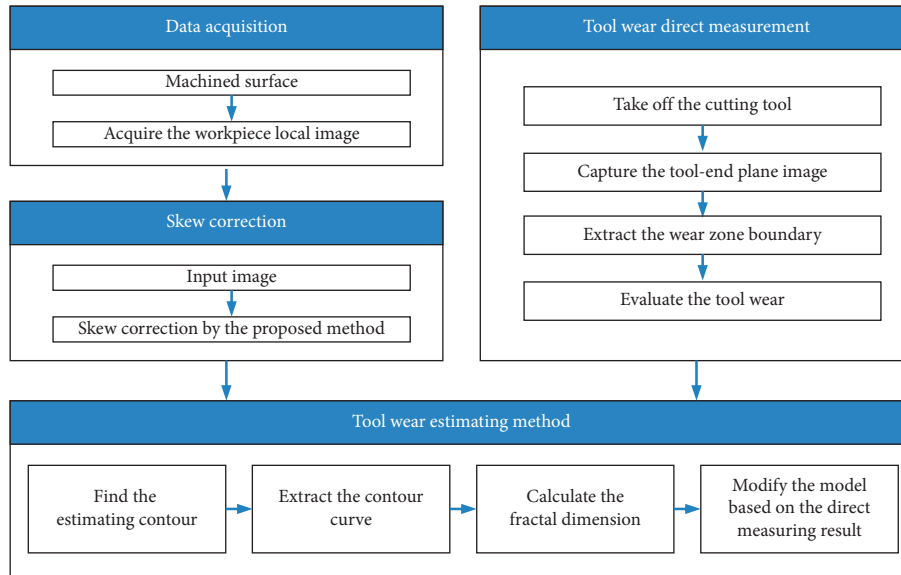 Data acquisition
Machined surface
Acquire the workpiece local image
Skew correction
Input image
Skew correction by the proposed method
Tool wear direct measurement
Take off the cutting tool
Capture the tool-end plane image
Extract the wear zone boundary
Evaluate the tool wear
Tool wear estimating method
Find the
estimating contour
Extract the contour
curve
Calculate the
fractal dimension
Modify the model
based on the direct
measuring result